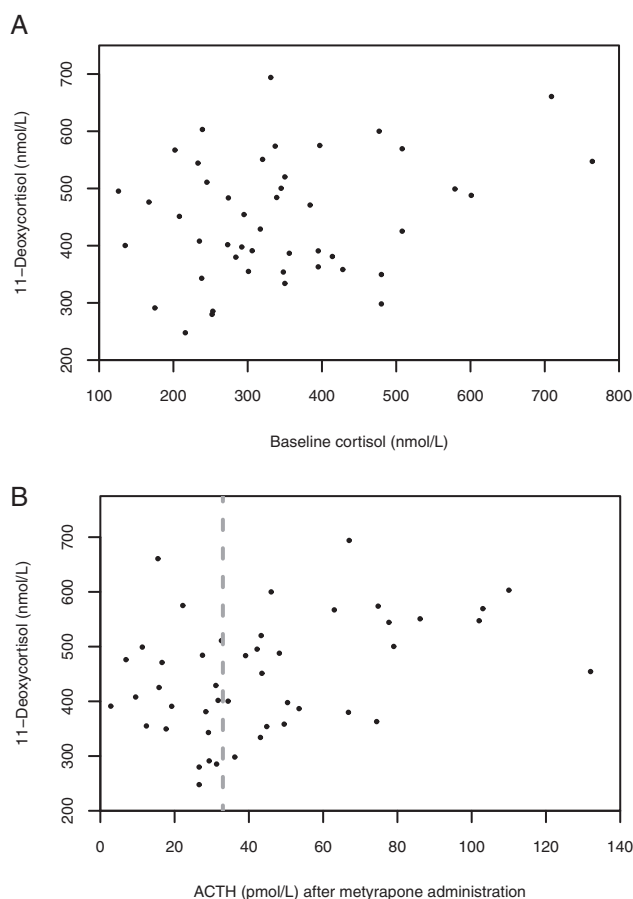 A
11−Deoxycortisol (nmol/L)
700
600
500
400
300
200
100 200 300 400 500 600 700 800
Baseline cortisol (nmol/L)
B
11−Deoxycortisol (nmol/L)
700
600
500
400
300
200
0 20 40 60 80 100 120 140
ACTH (pmol/L) after metyrapone administration